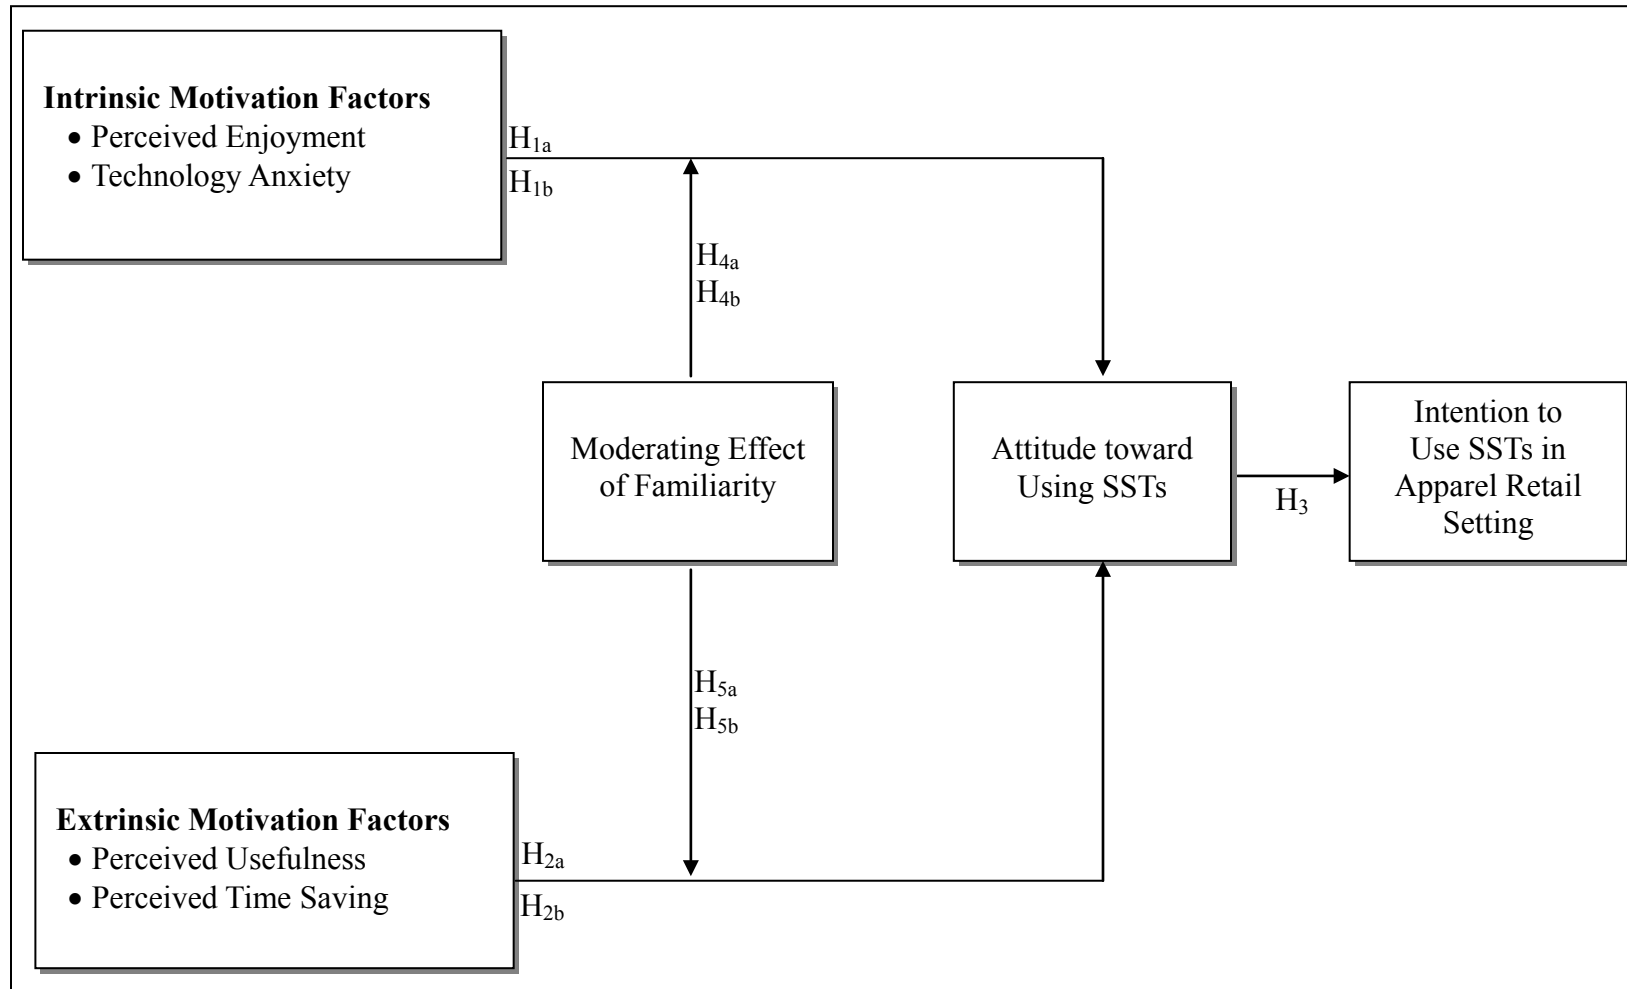 Intrinsic Motivation Factors
• Perceived Enjoyment
• Technology Anxiety
H1a
H1b
H4a
H4b
Moderating Effect
of Familiarity
Attitude toward
Using SSTs
H3
Intention to
Use SSTs in
Apparel Retail
Setting
H5a
H5b
Extrinsic Motivation Factors
• Perceived Usefulness
• Perceived Time Saving
H2a
H2b